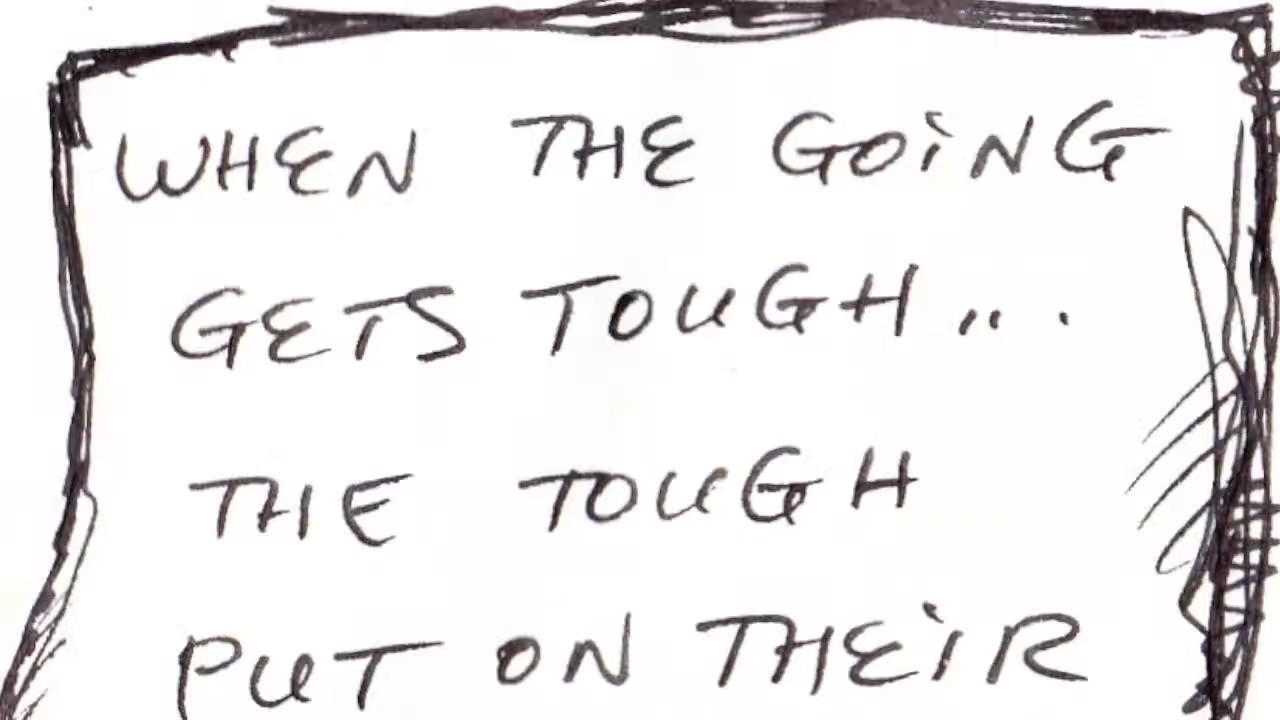 WHEN THE GOiNG
GETS TOUGH...
THE TOUGH
PUT ON THEiR